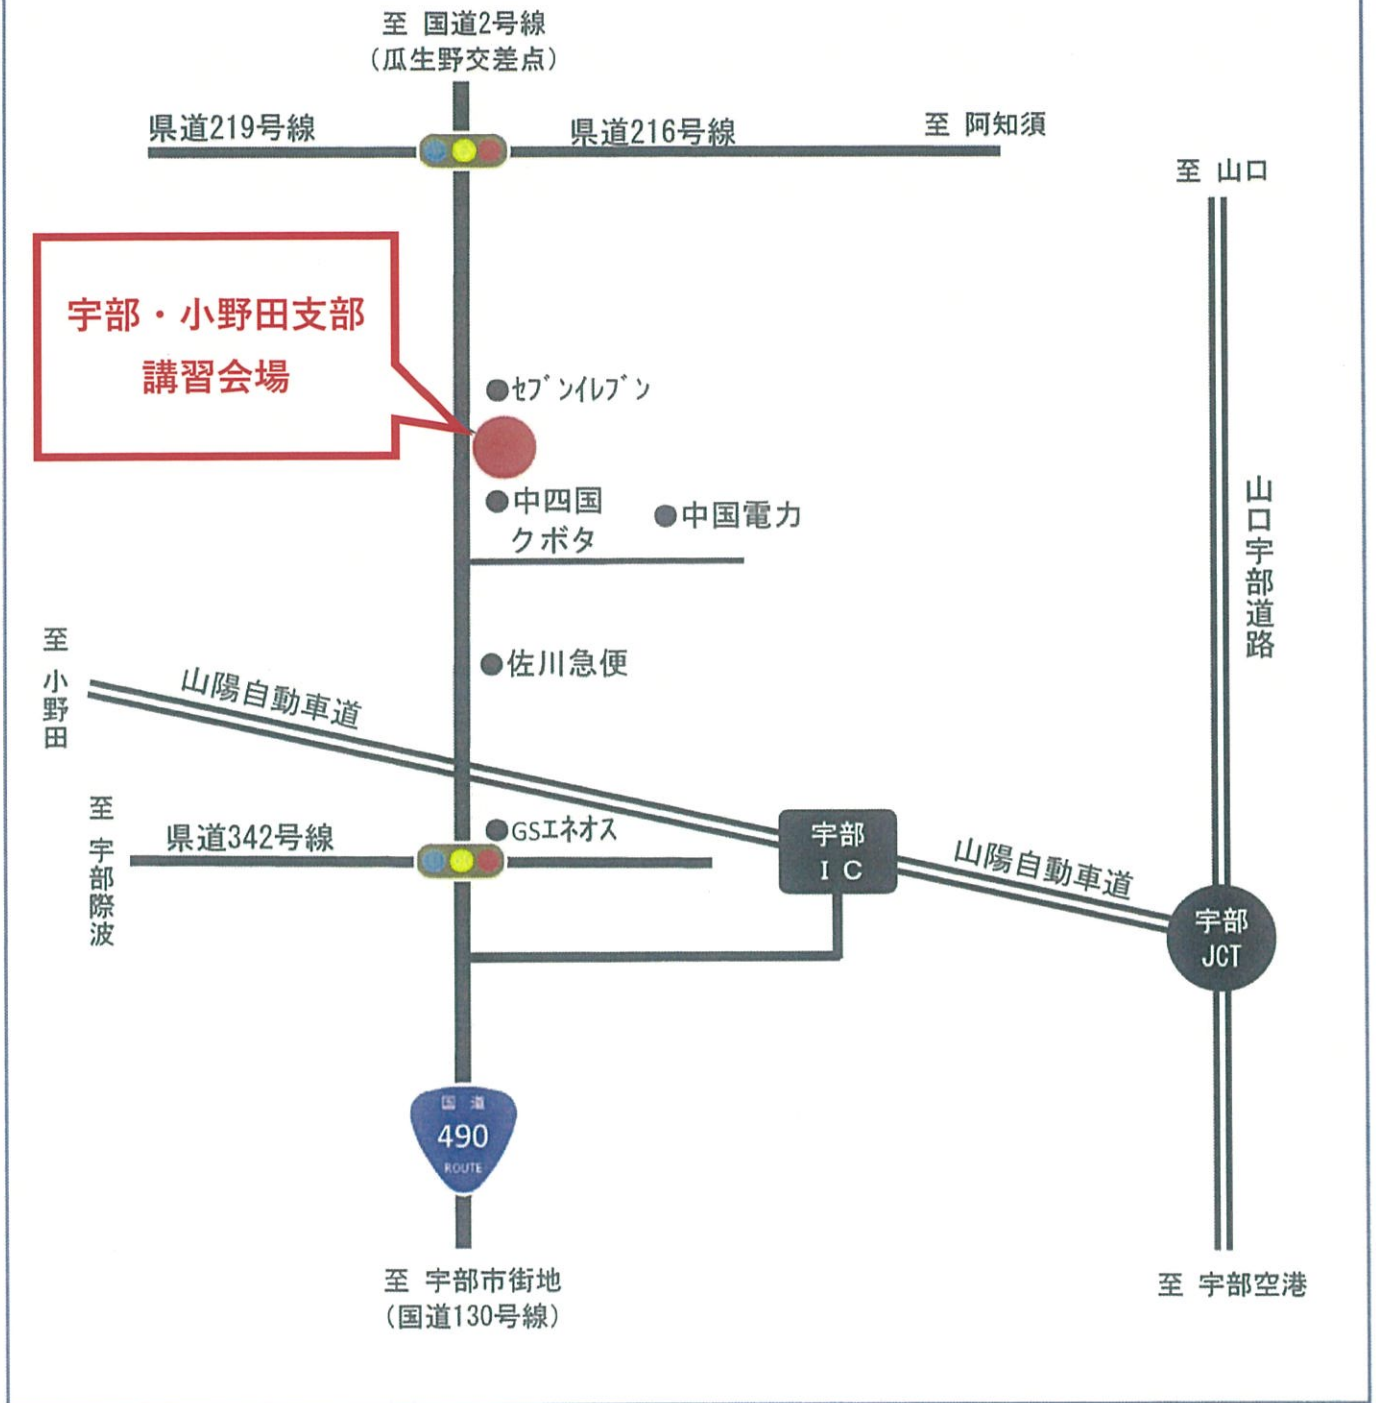 至 国道2号線
（瓜生野交差点）
県道219号線
県道216号線
至 阿知須
至 山口
宇部・小野田支部
講習会場
●ｾﾌﾞﾝｲﾚﾌﾞﾝ
●中四国
クボタ
●中国電力
山口宇部道路
至 小野田
●佐川急便
山陽自動車道
至 宇部際波
県道342号線
●GSｴﾈｵｽ
宇部
ＩＣ
山陽自動車道
宇部
JCT
国道
490
ROUTE
至 宇部市街地
（国道130号線）
至 宇部空港